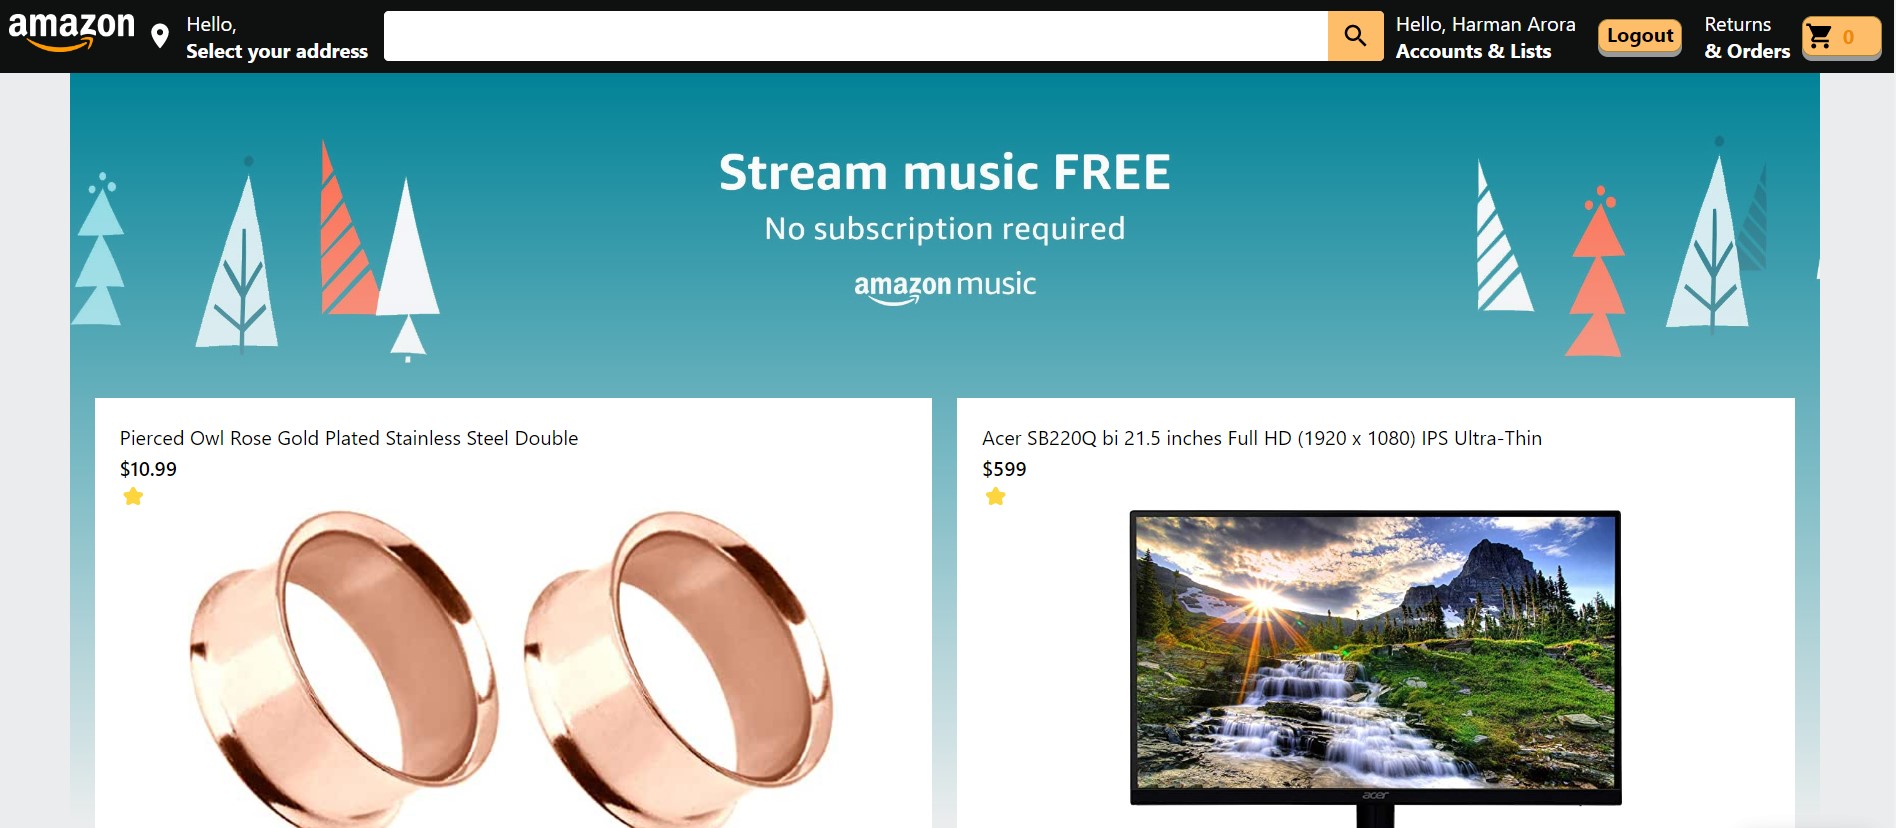 amazon
Hello,
Select your address
Hello, Harman Arora
Accounts & Lists
Logout
Returns
& Orders
0
Stream music FREE
No subscription required
amazon music
Pierced Owl Rose Gold Plated Stainless Steel Double
$10.99
Acer SB220Q bi 21.5 inches Full HD (1920 x 1080) IPS Ultra-Thin
$599
acer